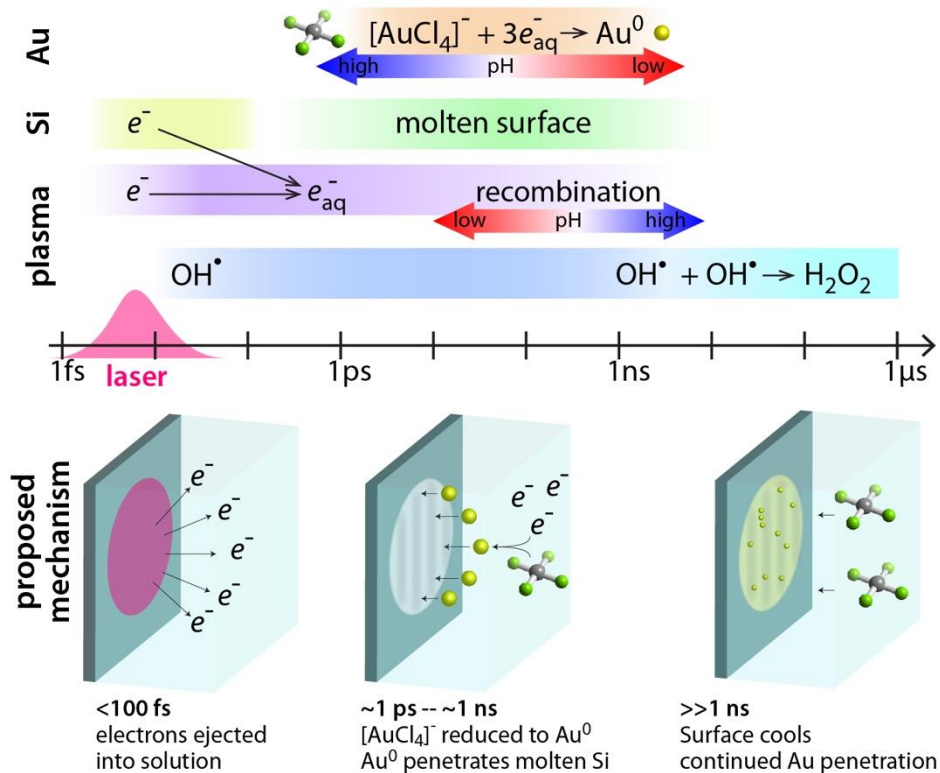 Au
[AuCl₄]⁻ + 3e⁻aq → Au⁰
high pH low
Si
e⁻
molten surface
plasma
e⁻
e⁻aq
recombination
low pH high
OH•
OH• + OH• → H₂O₂
1fs
laser
1ps
1ns
1µs
proposed
mechanism
e⁻
e⁻
e⁻
e⁻
e⁻
<100 fs
electrons ejected
into solution
e⁻
e⁻
e⁻
~1 ps -- ~1 ns
[AuCl₄]⁻ reduced to Au⁰
Au⁰ penetrates molten Si
>>1 ns
Surface cools
continued Au penetration